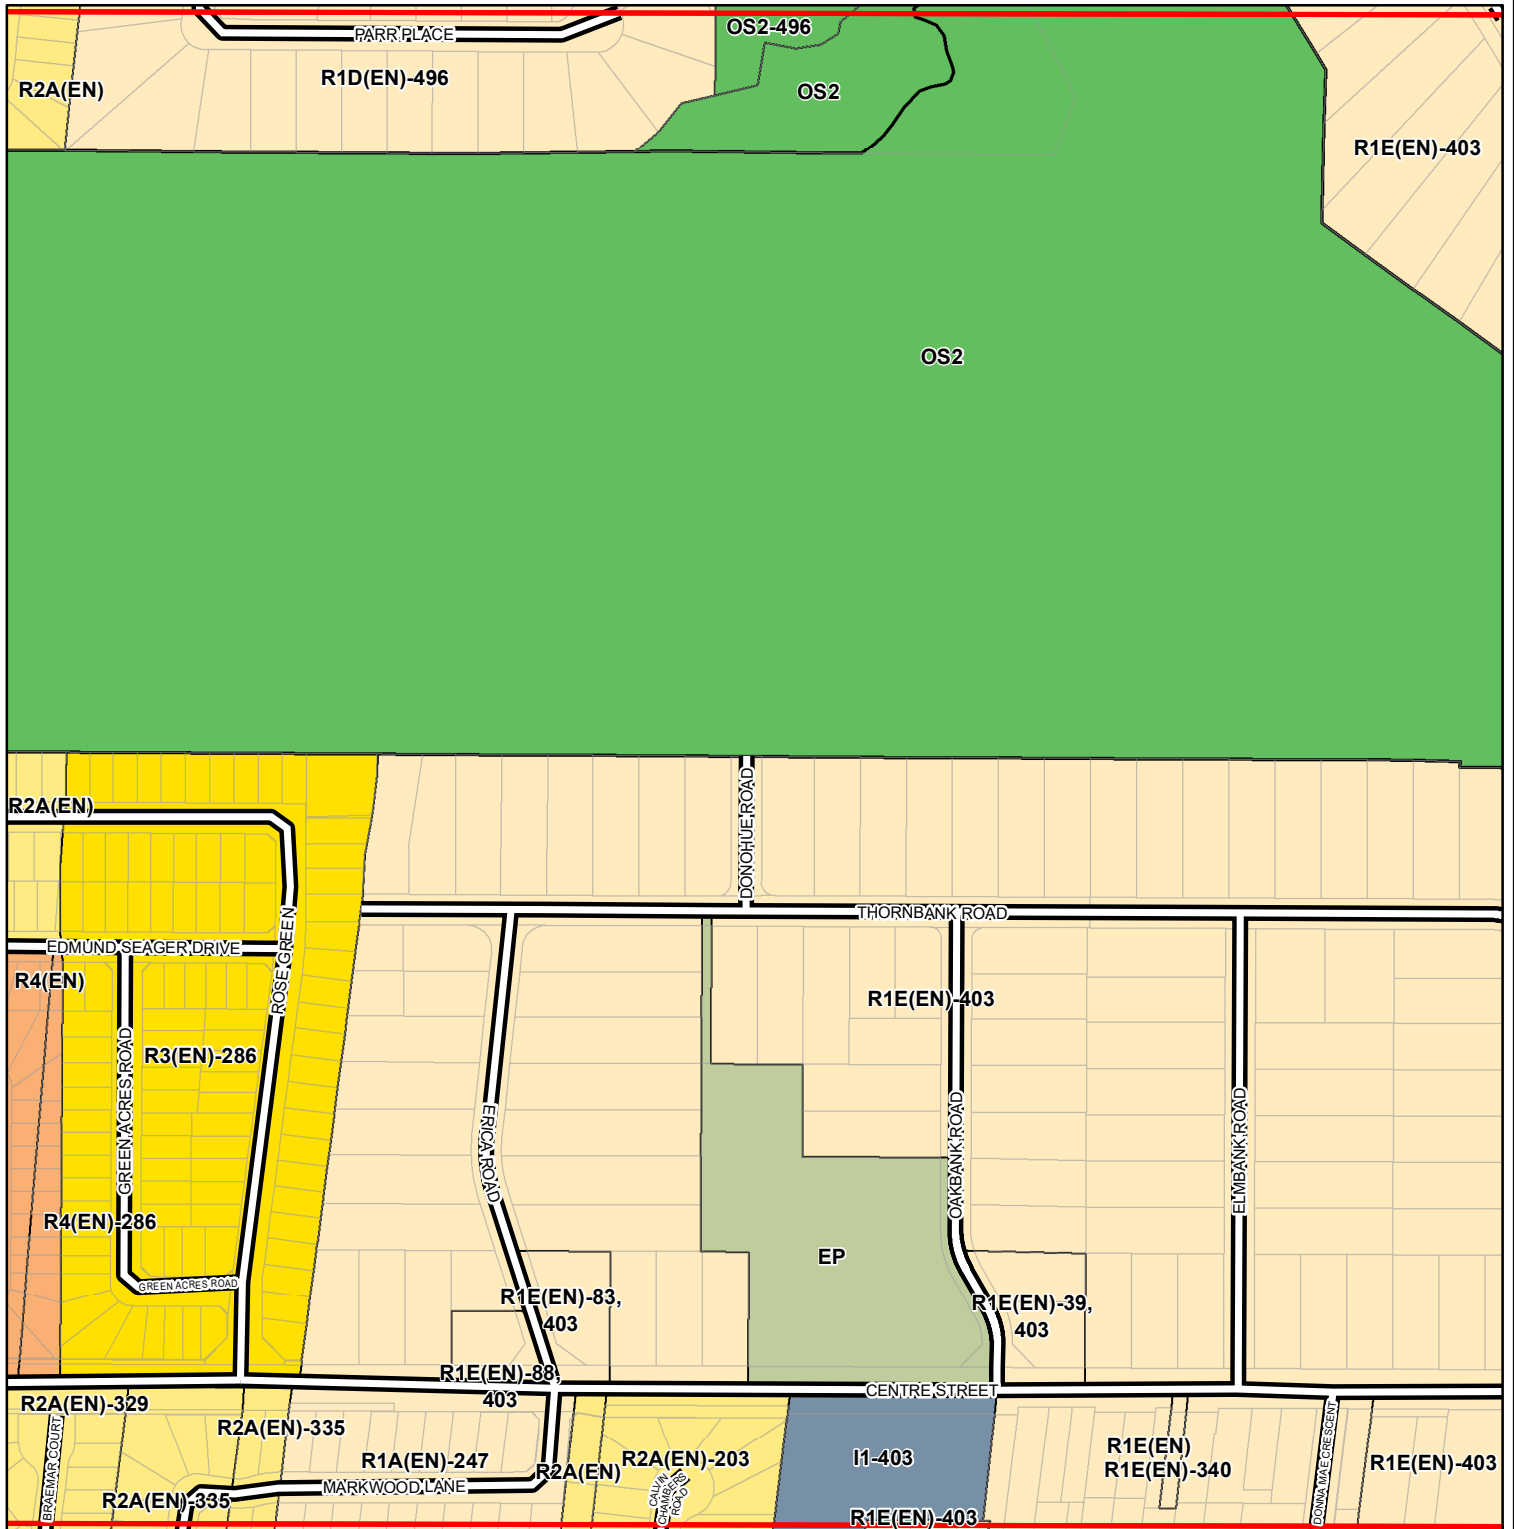 OS2-496
PARR PLACE
R1D(EN)-496
R2A(EN)
OS2
R1E(EN)-403
OS2
R2A(EN)
DONOHUE ROAD
THORNBANK ROAD
EDMUND SEAGER DRIVE
ROSE GREEN
R4(EN)
R1E(EN)-403
R3(EN)-286
GREEN ACRES ROAD
ERICA ROAD
OAKBANK ROAD
ELMBANK ROAD
R4(EN)-286
EP
GREEN ACRES ROAD
R1E(EN)-83,
403
R1E(EN)-39,
403
R1E(EN)-88,
403
CENTRE STREET
R2A(EN)-329
R2A(EN)-335
BRAEMAR COURT
R1A(EN)-247
R2A(EN)
R2A(EN)-203
I1-403
R1E(EN)
R1E(EN)-340
DONNA MAE CRESCENT
R1E(EN)-403
MARKWOOD LANE
CALVIN
CHAMBERS
ROAD
R2A(EN)-335
R1E(EN)-403